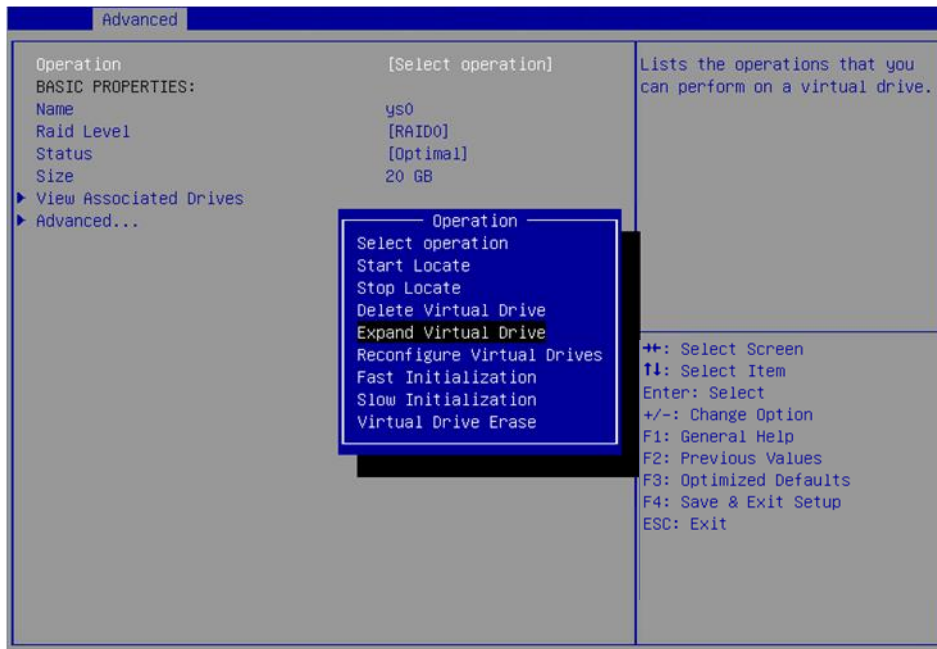 Advanced
Operation [Select operation]
BASIC PROPERTIES:
Name ys0
Raid Level [RAID0]
Status [Optimal]
Size 20 GB
View Associated Drives
Advanced...
Operation
Select operation
Start Locate
Stop Locate
Delete Virtual Drive
Expand Virtual Drive
Reconfigure Virtual Drives
Fast Initialization
Slow Initialization
Virtual Drive Erase
Lists the operations that you
can perform on a virtual drive.
→←: Select Screen
↑↓: Select Item
Enter: Select
+/-: Change Option
F1: General Help
F2: Previous Values
F3: Optimized Defaults
F4: Save & Exit Setup
ESC: Exit